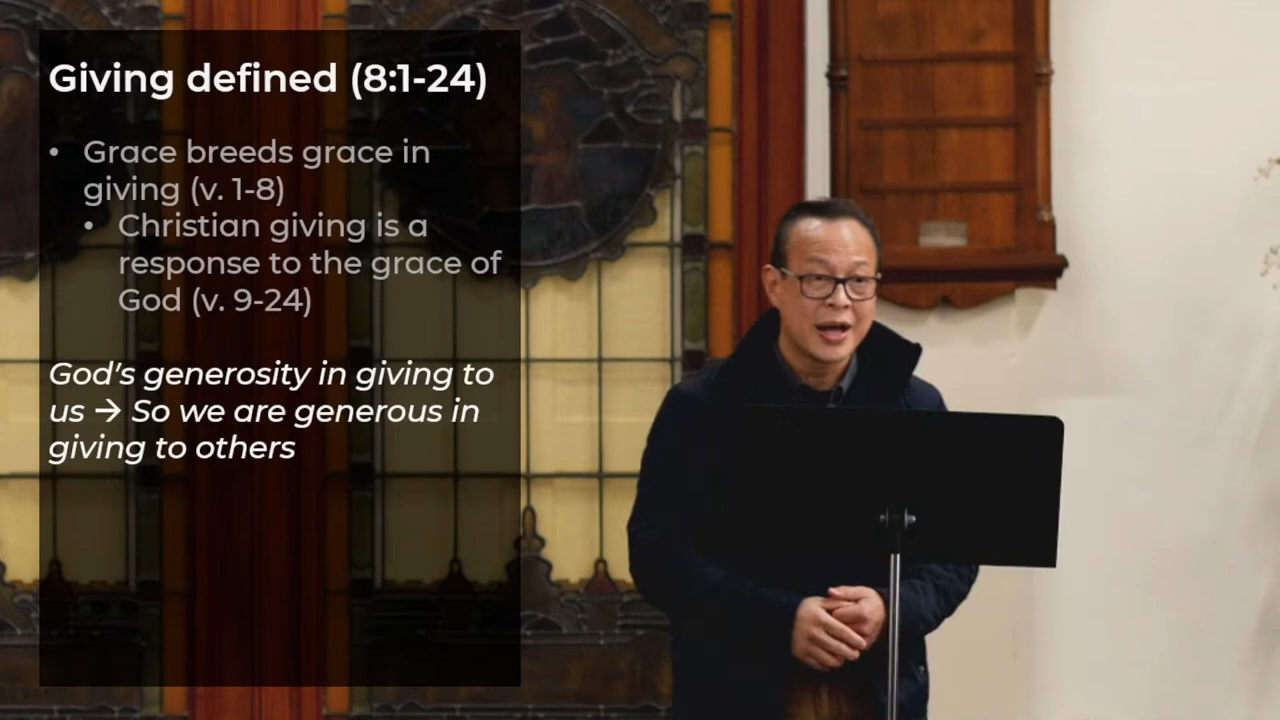 Giving defined (8:1-24)
• Grace breeds grace in
giving (v. 1-8)
• Christian giving is a
response to the grace of
God (v. 9-24)
God's generosity in giving to
us → So we are generous in
giving to others